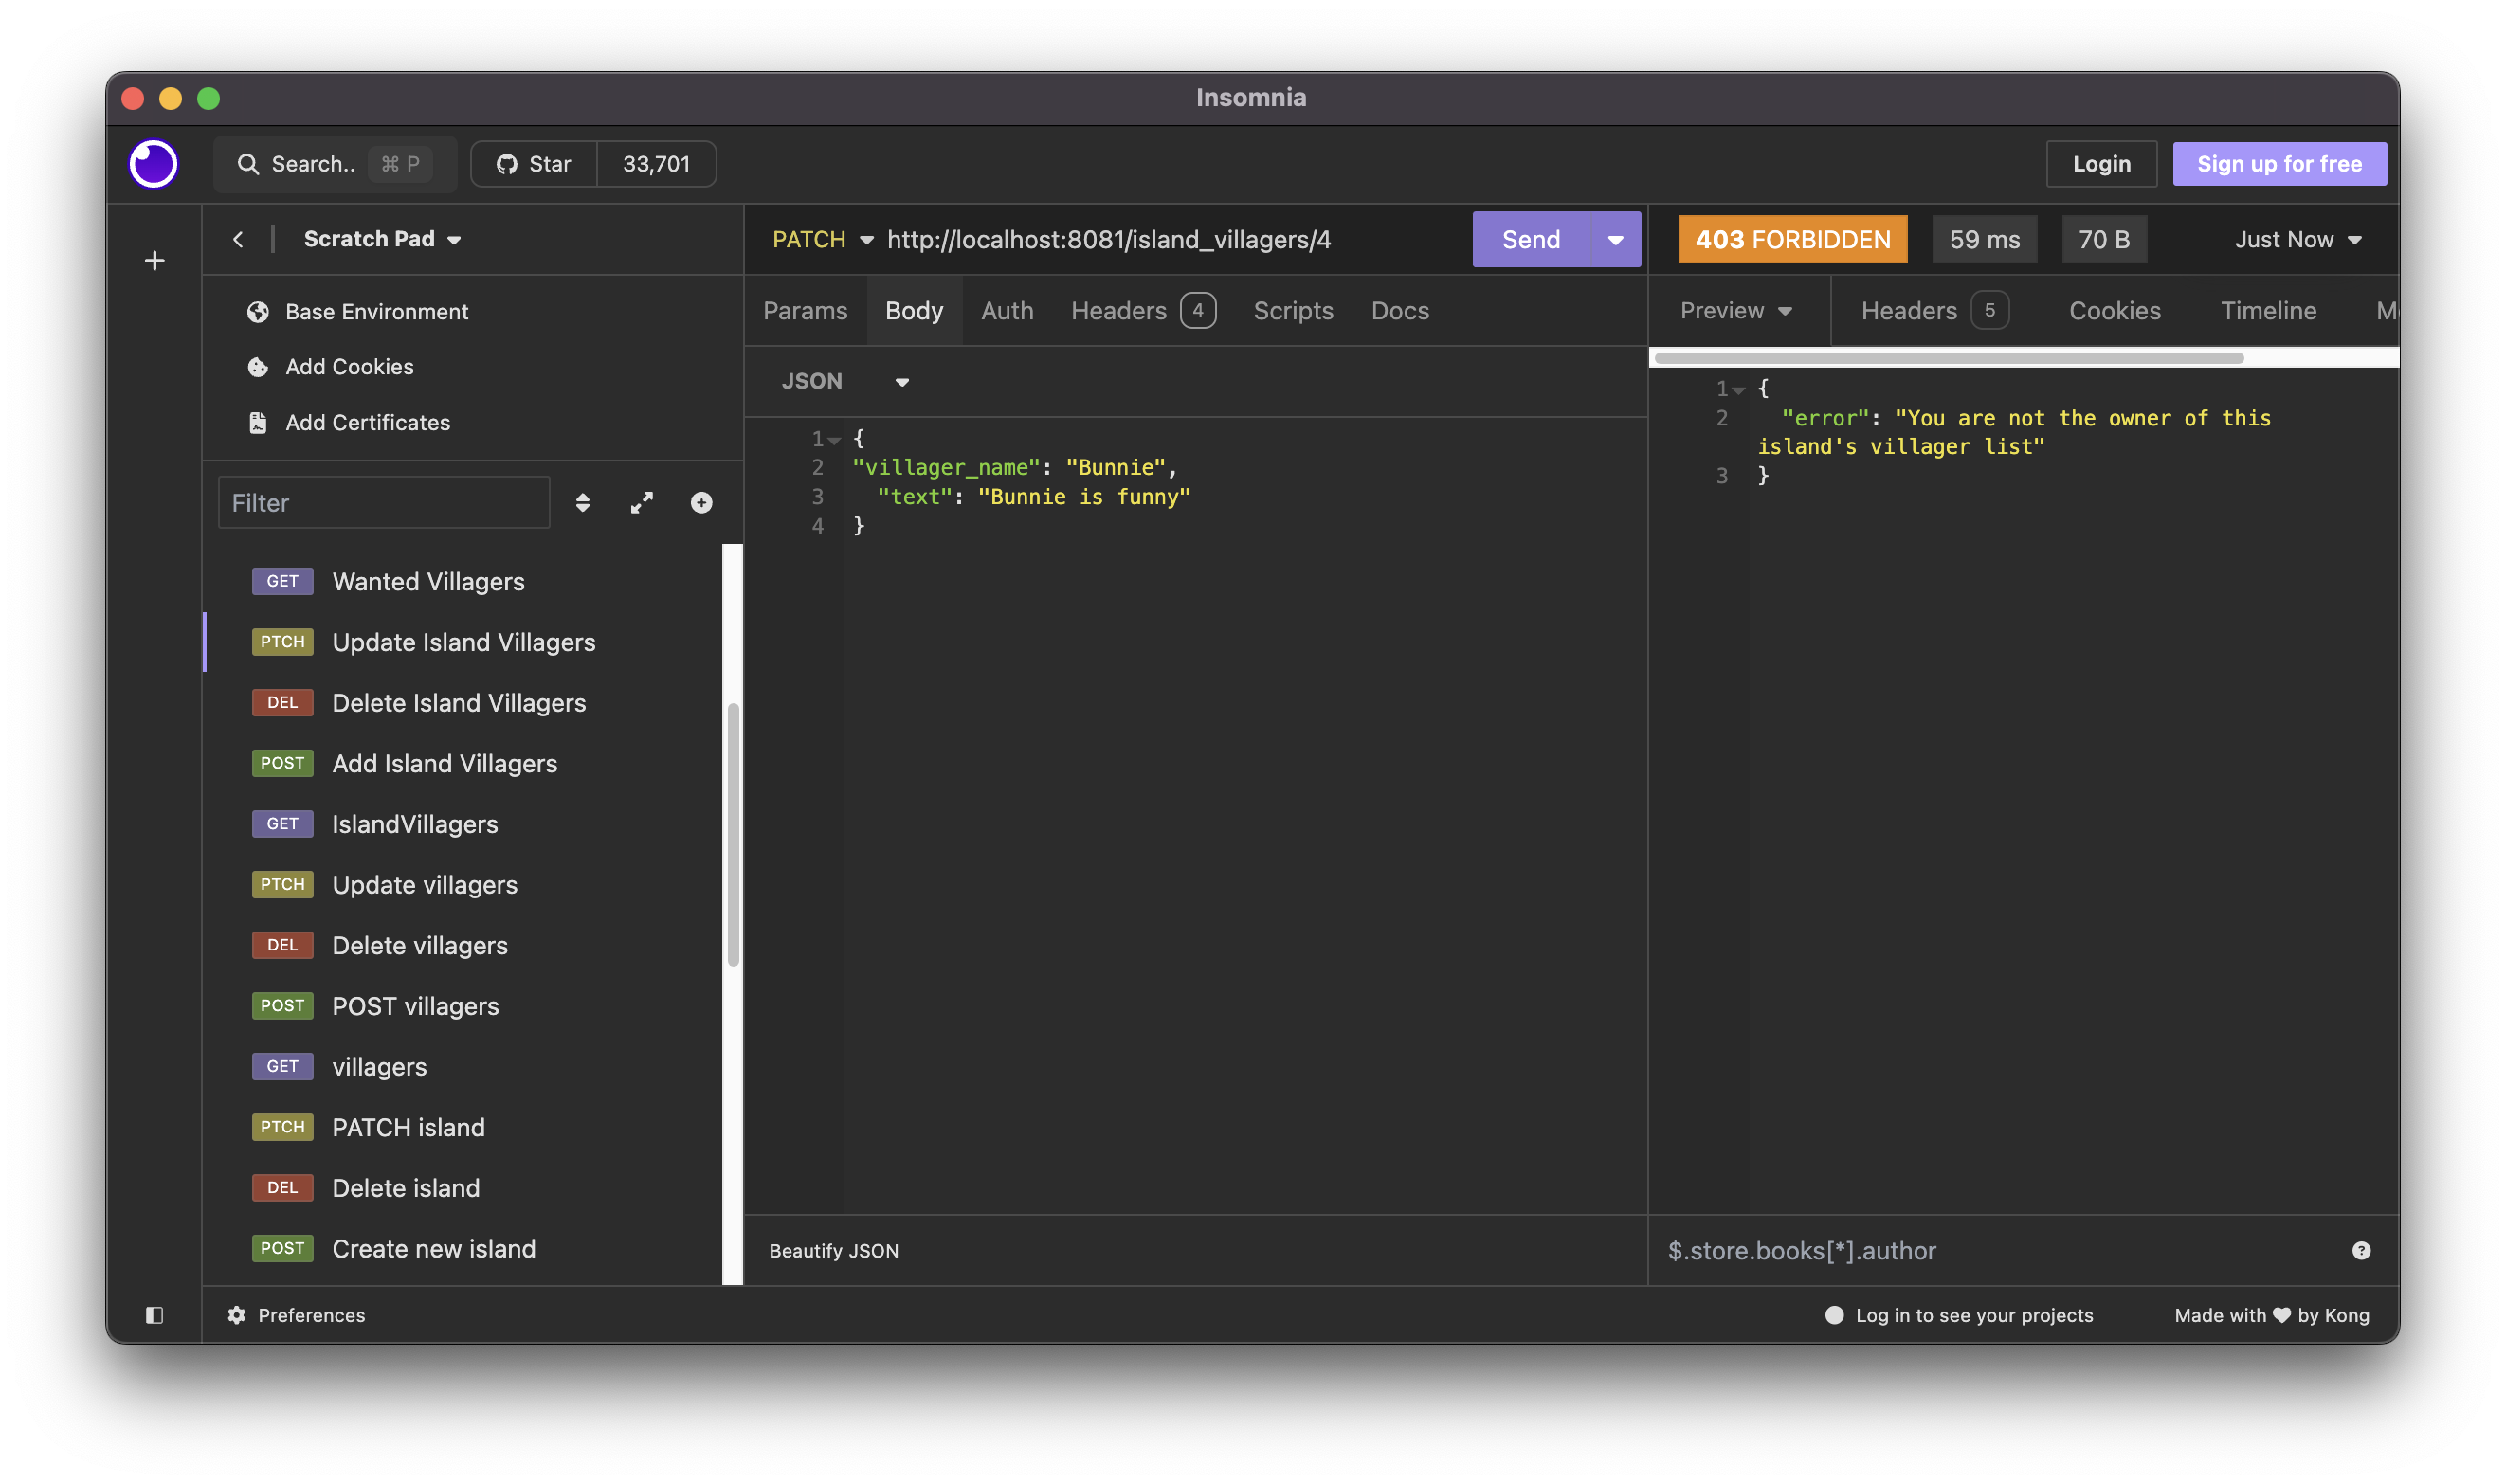 Insomnia
Search.. ⌘ P
Star 33,701
Login
Sign up for free
Scratch Pad
Base Environment
Add Cookies
Add Certificates
Filter
GET Wanted Villagers
PTCH Update Island Villagers
DEL Delete Island Villagers
POST Add Island Villagers
GET IslandVillagers
PTCH Update villagers
DEL Delete villagers
POST POST villagers
GET villagers
PTCH PATCH island
DEL Delete island
POST Create new island
Preferences
PATCH http://localhost:8081/island_villagers/4 Send
Params Body Auth Headers 4 Scripts Docs
JSON
1 {
2 "villager_name": "Bunnie",
3 "text": "Bunnie is funny"
4 }
Beautify JSON
403 FORBIDDEN 59 ms 70 B Just Now
Preview Headers 5 Cookies Timeline
1 {
2 "error": "You are not the owner of this
island's villager list"
3 }
$.store.books[*].author ?
Log in to see your projects
Made with ♥ by Kong